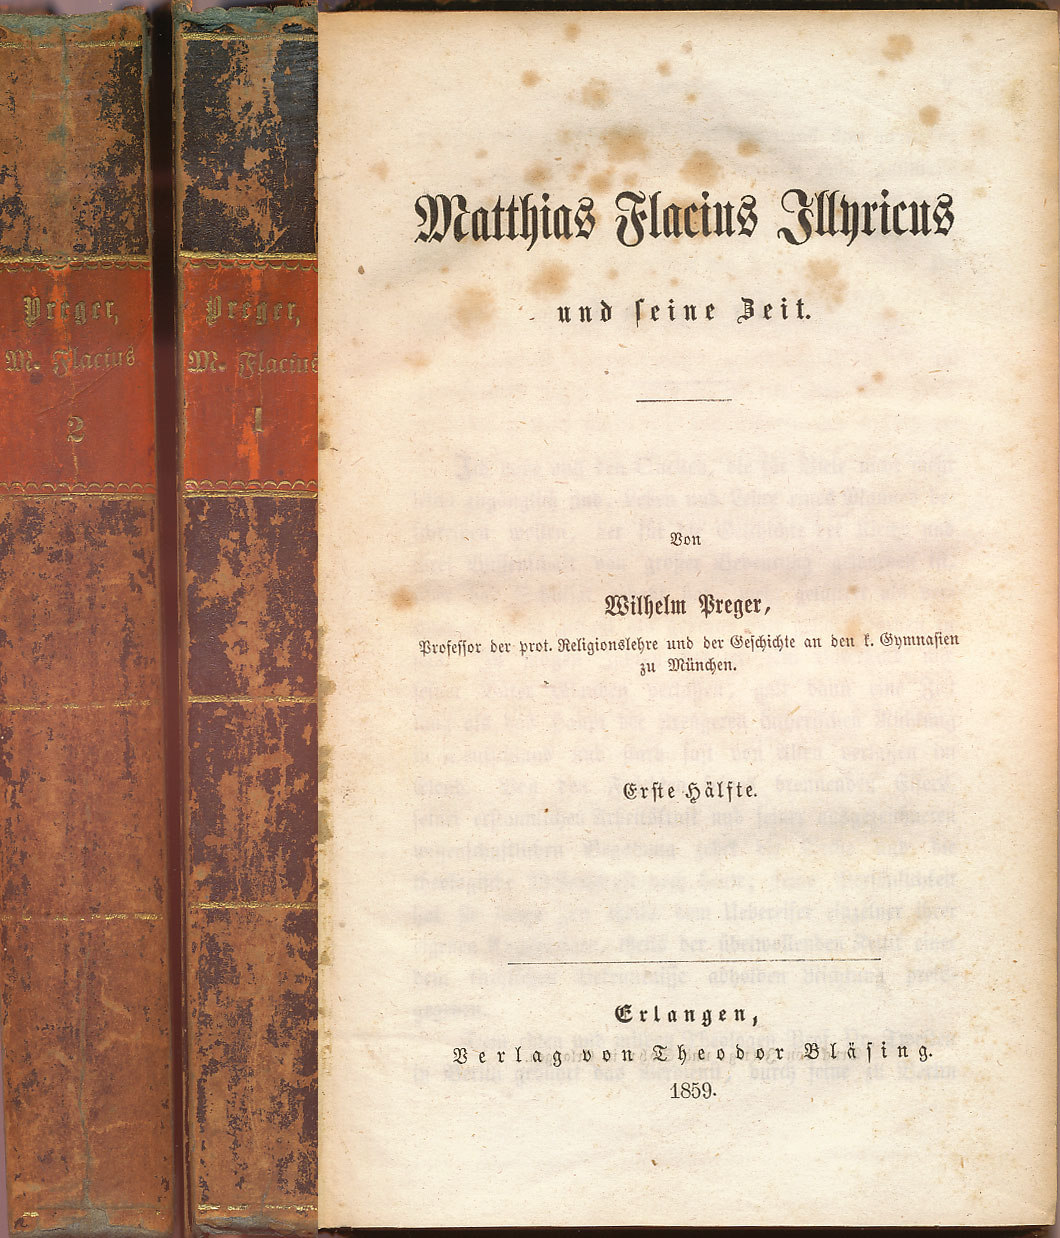 Preger,
M. Flacius
2
Preger,
M. Flacius
1
Matthias Flacius Illyricus
und seine Zeit.
Von
Wilhelm Preger,
Professor der prot. Religionslehre und der Geschichte an den k. Gymnasien
zu München.
Erste Hälfte.
Erlangen,
Verlag von Theodor Bläsing.
1859.